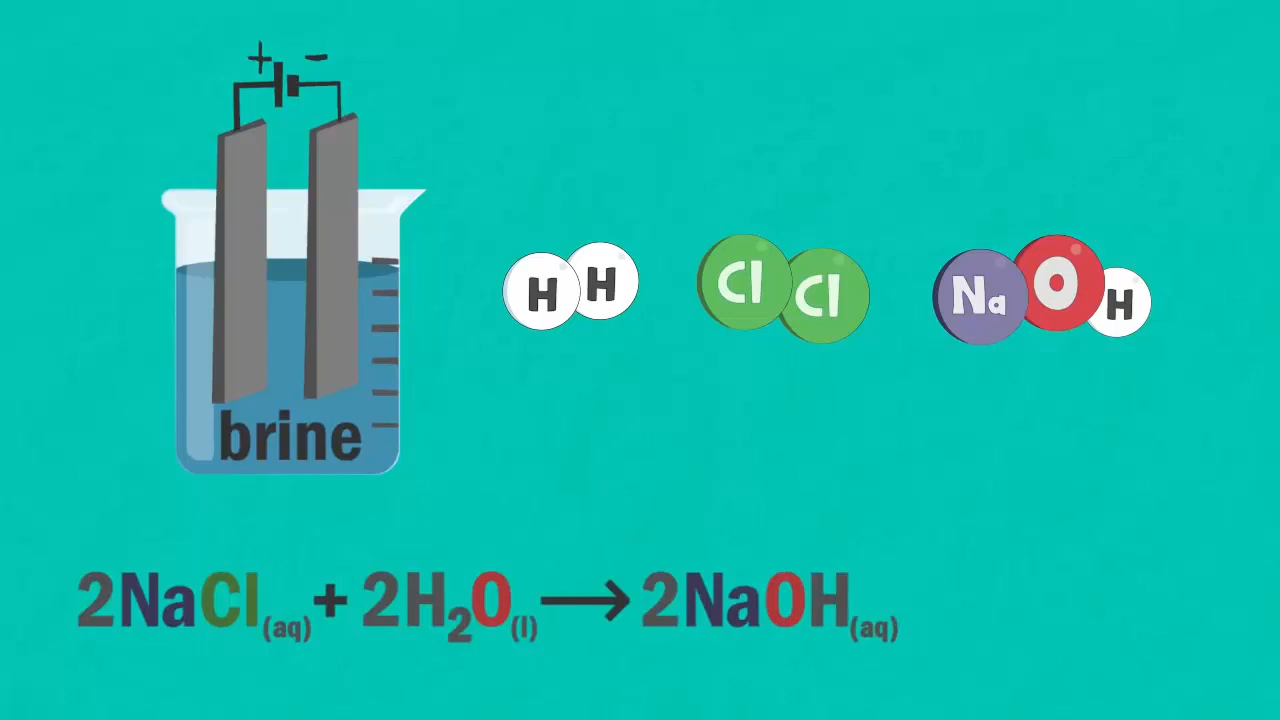 + -
H H Cl Cl Na O H
brine
2NaCl(aq) + 2H₂O(l) → 2NaOH(aq)